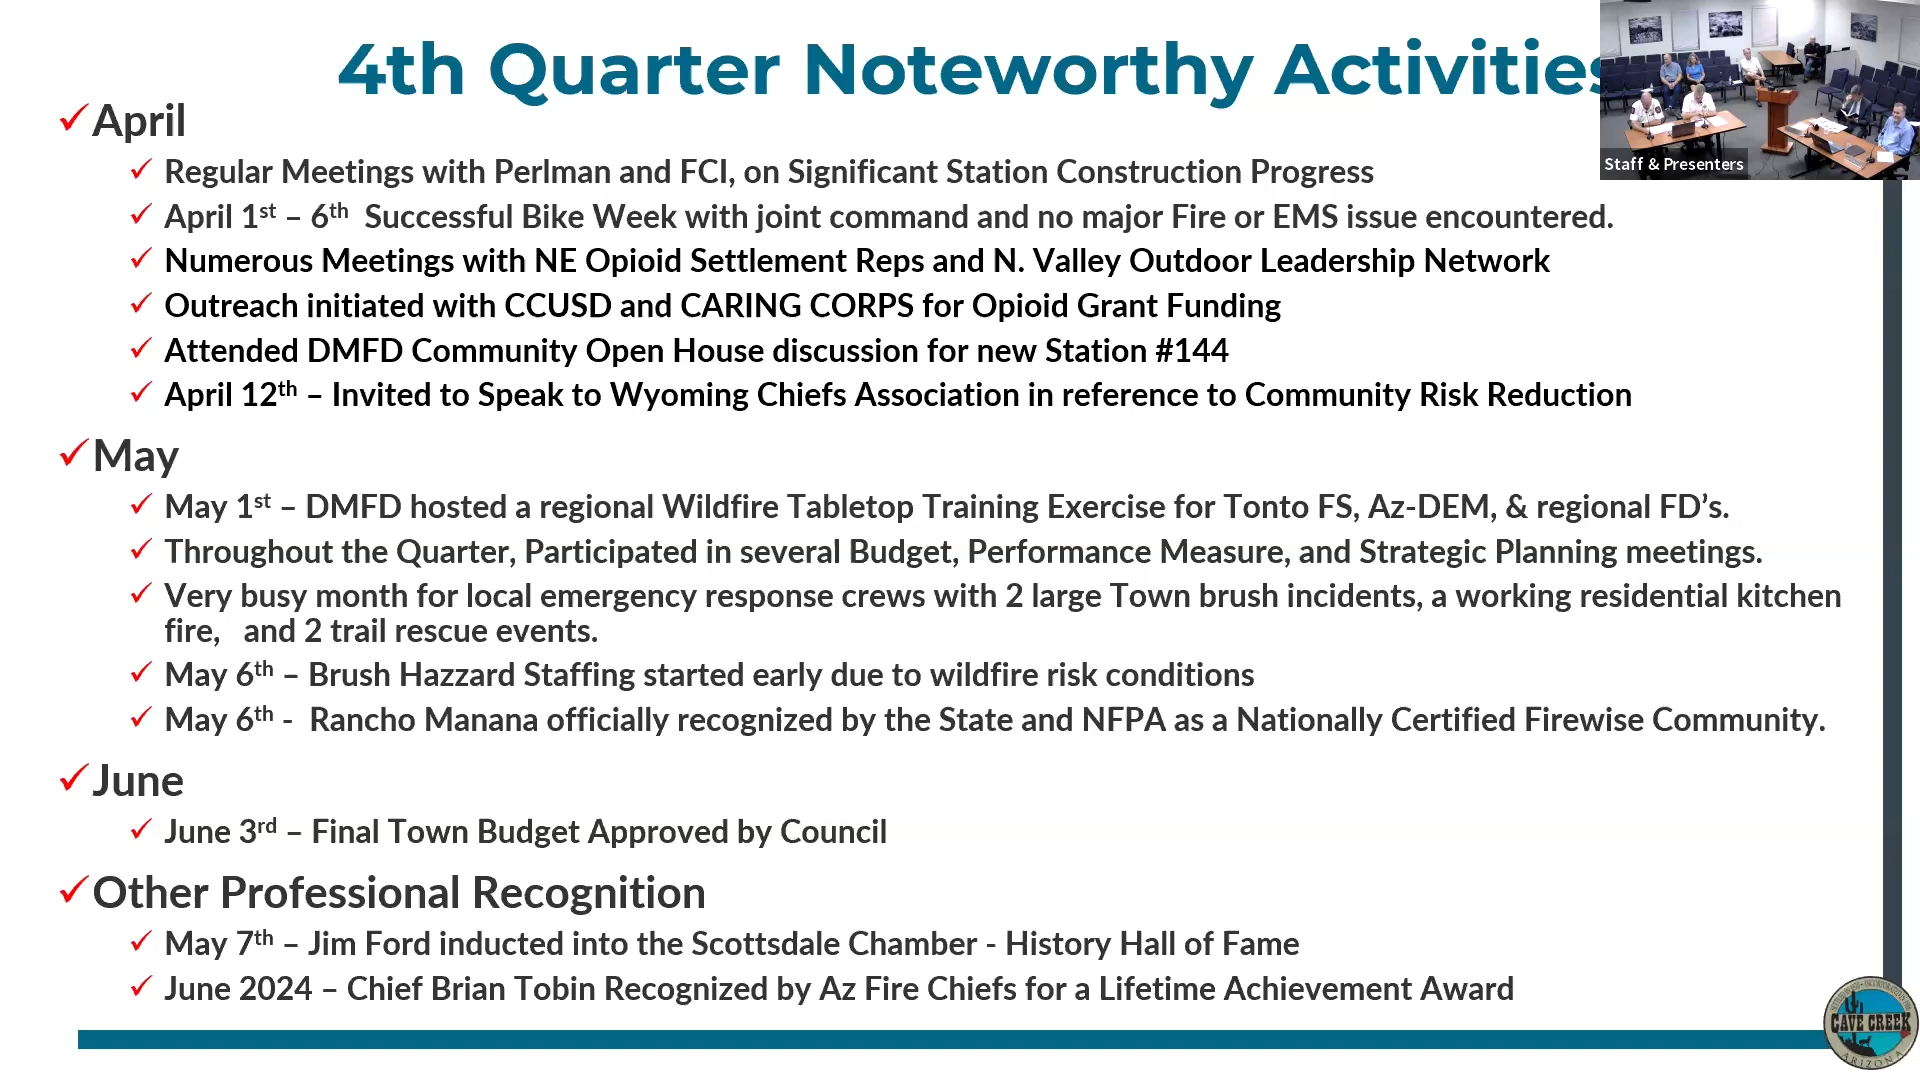 4th Quarter Noteworthy Activities
Staff & Presenters
April
Regular Meetings with Perlman and FCI, on Significant Station Construction Progress
April 1st – 6th  Successful Bike Week with joint command and no major Fire or EMS issue encountered.
Numerous Meetings with NE Opioid Settlement Reps and N. Valley Outdoor Leadership Network
Outreach initiated with CCUSD and CARING CORPS for Opioid Grant Funding
Attended DMFD Community Open House discussion for new Station #144
April 12th – Invited to Speak to Wyoming Chiefs Association in reference to Community Risk Reduction
May
May 1st – DMFD hosted a regional Wildfire Tabletop Training Exercise for Tonto FS, Az-DEM, & regional FD’s.
Throughout the Quarter, Participated in several Budget, Performance Measure, and Strategic Planning meetings.
Very busy month for local emergency response crews with 2 large Town brush incidents, a working residential kitchen
fire,   and 2 trail rescue events.
May 6th – Brush Hazzard Staffing started early due to wildfire risk conditions
May 6th -  Rancho Manana officially recognized by the State and NFPA as a Nationally Certified Firewise Community.
June
June 3rd – Final Town Budget Approved by Council
Other Professional Recognition
May 7th – Jim Ford inducted into the Scottsdale Chamber - History Hall of Fame
June 2024 – Chief Brian Tobin Recognized by Az Fire Chiefs for a Lifetime Achievement Award
CAVE CREEK
ARIZONA